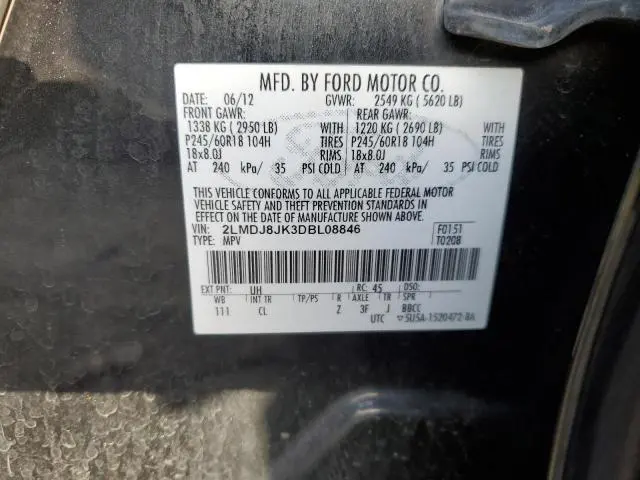 MFD. BY FORD MOTOR CO.
DATE: 06/12 GVWR: 2549 KG ( 5620 LB)
FRONT GAWR: REAR GAWR:
1338 KG ( 2950 LB) WITH 1220 KG ( 2690 LB) WITH
P245/60R18 104H TIRES P245/60R18 104H TIRES
18x8.0J RIMS 18x8.0J RIMS
AT 240 kPa/ 35 PSI COLD AT 240 kPa/ 35 PSI COLD
THIS VEHICLE CONFORMS TO ALL APPLICABLE FEDERAL MOTOR
VEHICLE SAFETY AND THEFT PREVENTION STANDARDS IN
EFFECT ON THE DATE OF MANUFACTURE SHOWN ABOVE.
VIN: 2LMDJ8JK3DBL08846 F0151
TYPE: MPV T0208
EXT PNT: UH RC: 45 DSO:
WB INT TR TP/PS R AXLE TR SPR
111 CL Z 3F J BBCC
UTC 5U5A-1520472-BA